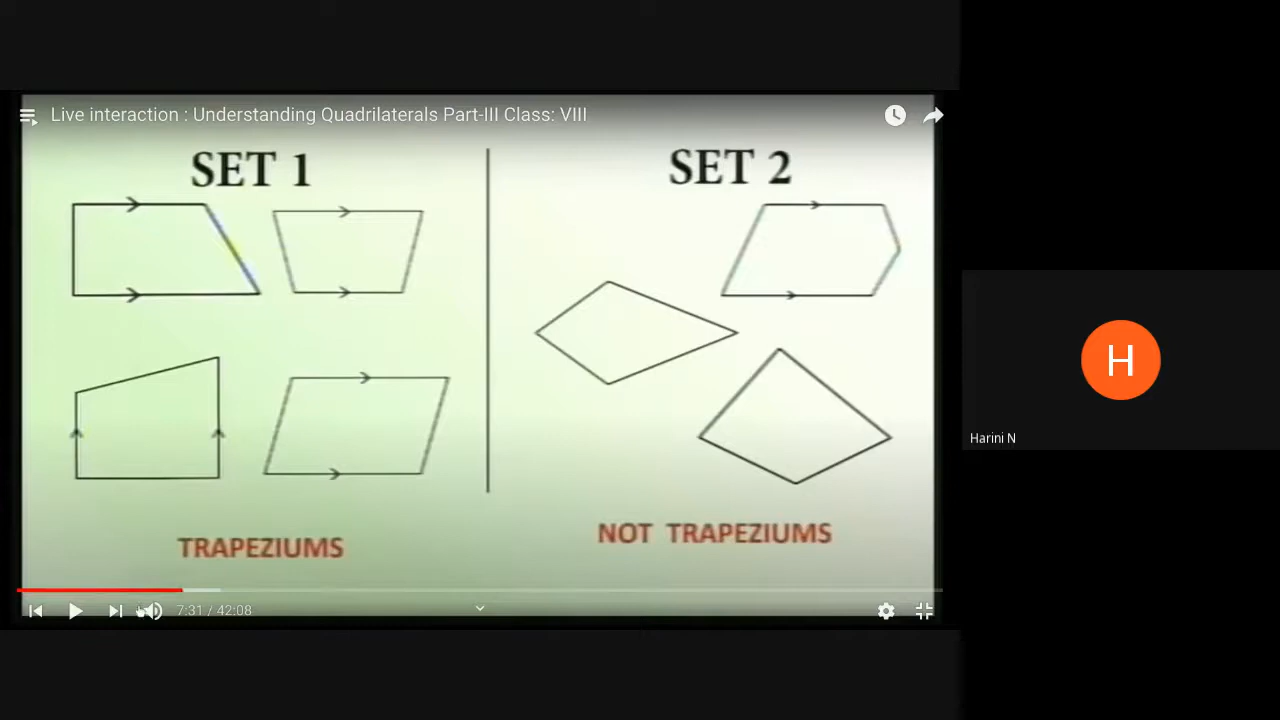 Live interaction : Understanding Quadrilaterals Part-III Class: VIII
SET 1
SET 2
TRAPEZIUMS
NOT TRAPEZIUMS
7:31 / 42:08
H
Harini N